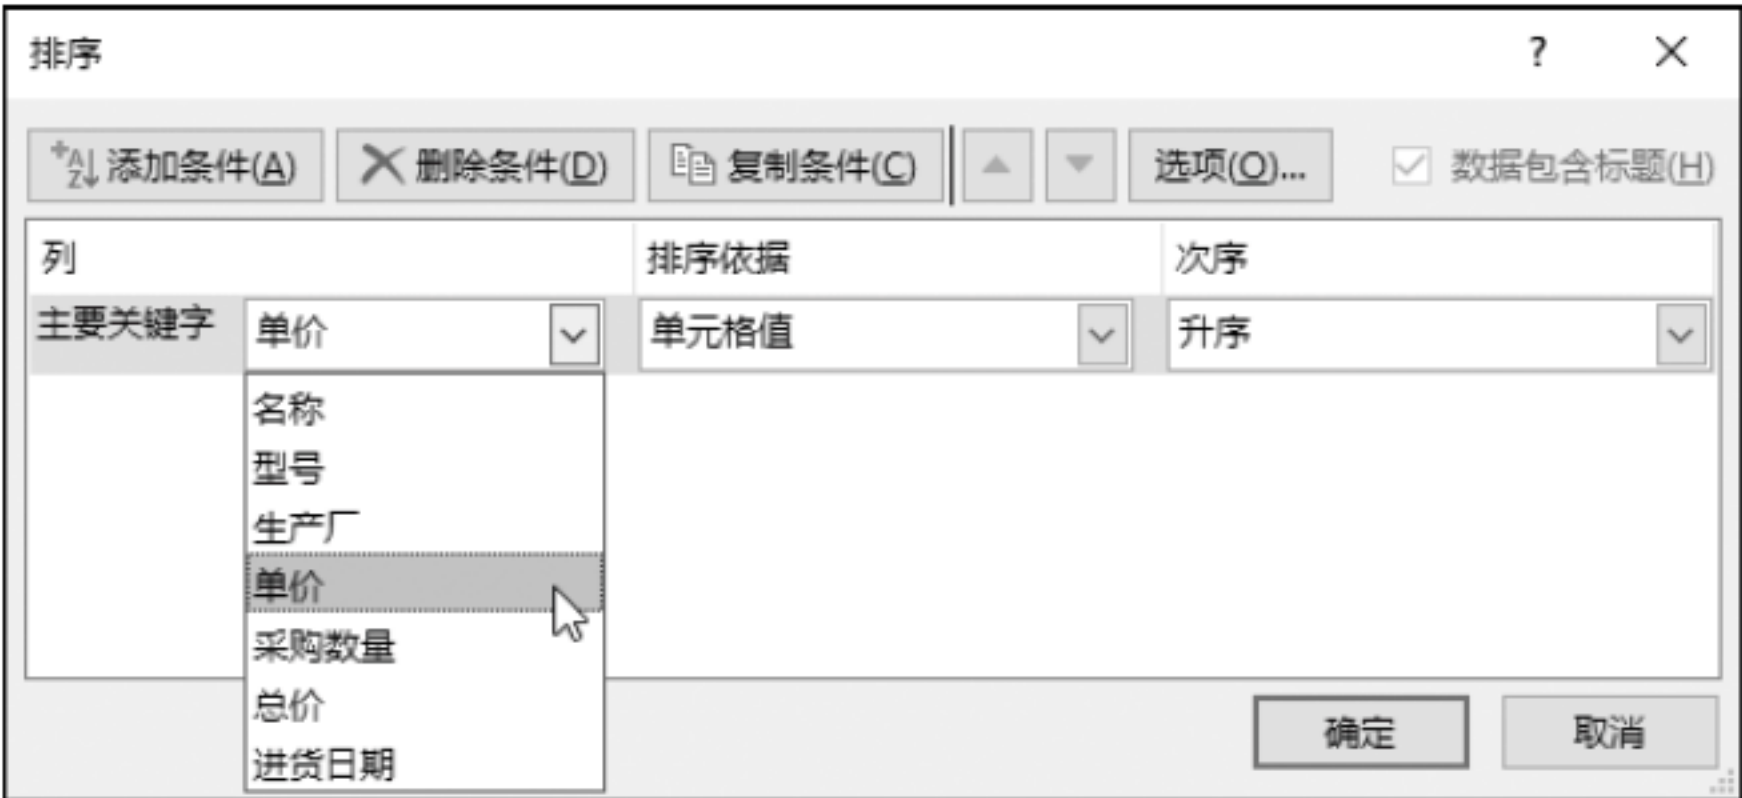 排序 ?
添加条件(A) 删除条件(D) 复制条件(C) 选项(O)... 数据包含标题(H)
列 排序依据 次序
主要关键字 单价 单元格值 升序
名称
型号
生产厂
单价
采购数量
总价
进货日期
确定 取消